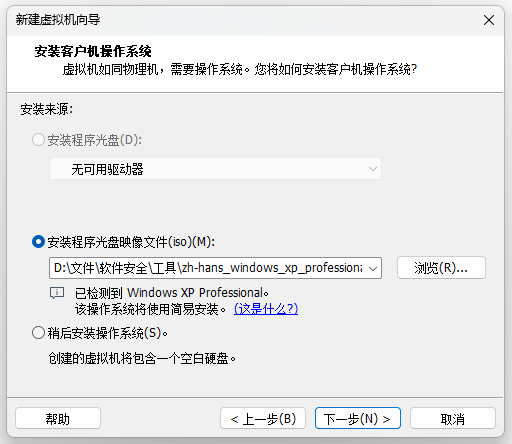 新建虚拟机向导
安装客户机操作系统
虚拟机如同物理机，需要操作系统。您将如何安装客户机操作系统?
安装来源:
安装程序光盘(D):
无可用驱动器
安装程序光盘映像文件(iso)(M):
D:\文件\软件安全\工具\zh-hans_windows_xp_professiona
浏览(R)...
已检测到 Windows XP Professional。
该操作系统将使用简易安装。 (这是什么?)
稍后安装操作系统(S)。
创建的虚拟机将包含一个空白硬盘。
帮助
< 上一步(B)
下一步(N) >
取消